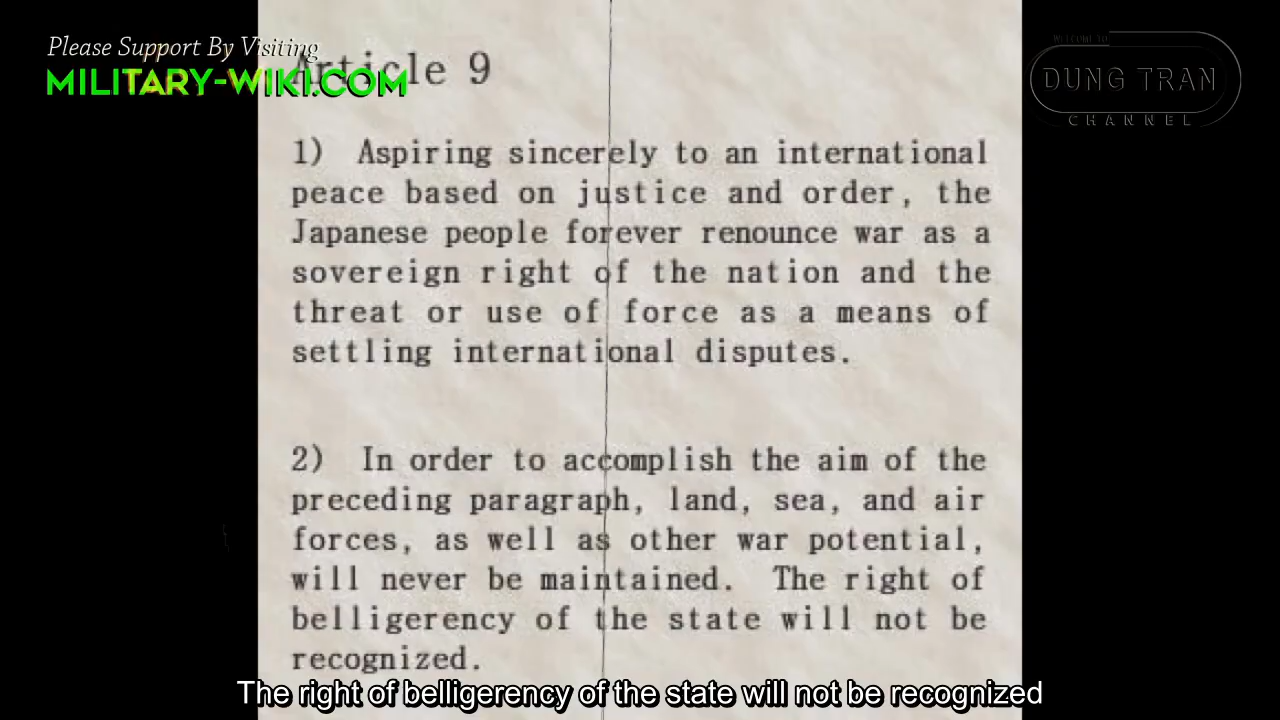 Please Support By Visiting
MILITARY-WIKI.COM
WELCOME TO
DUNG TRAN
CHANNEL
Article 9
1) Aspiring sincerely to an international
peace based on justice and order, the
Japanese people forever renounce war as a
sovereign right of the nation and the
threat or use of force as a means of
settling international disputes.
2) In order to accomplish the aim of the
preceding paragraph, land, sea, and air
forces, as well as other war potential,
will never be maintained. The right of
belligerency of the state will not be
recognized.
The right of belligerency of the state will not be recognized